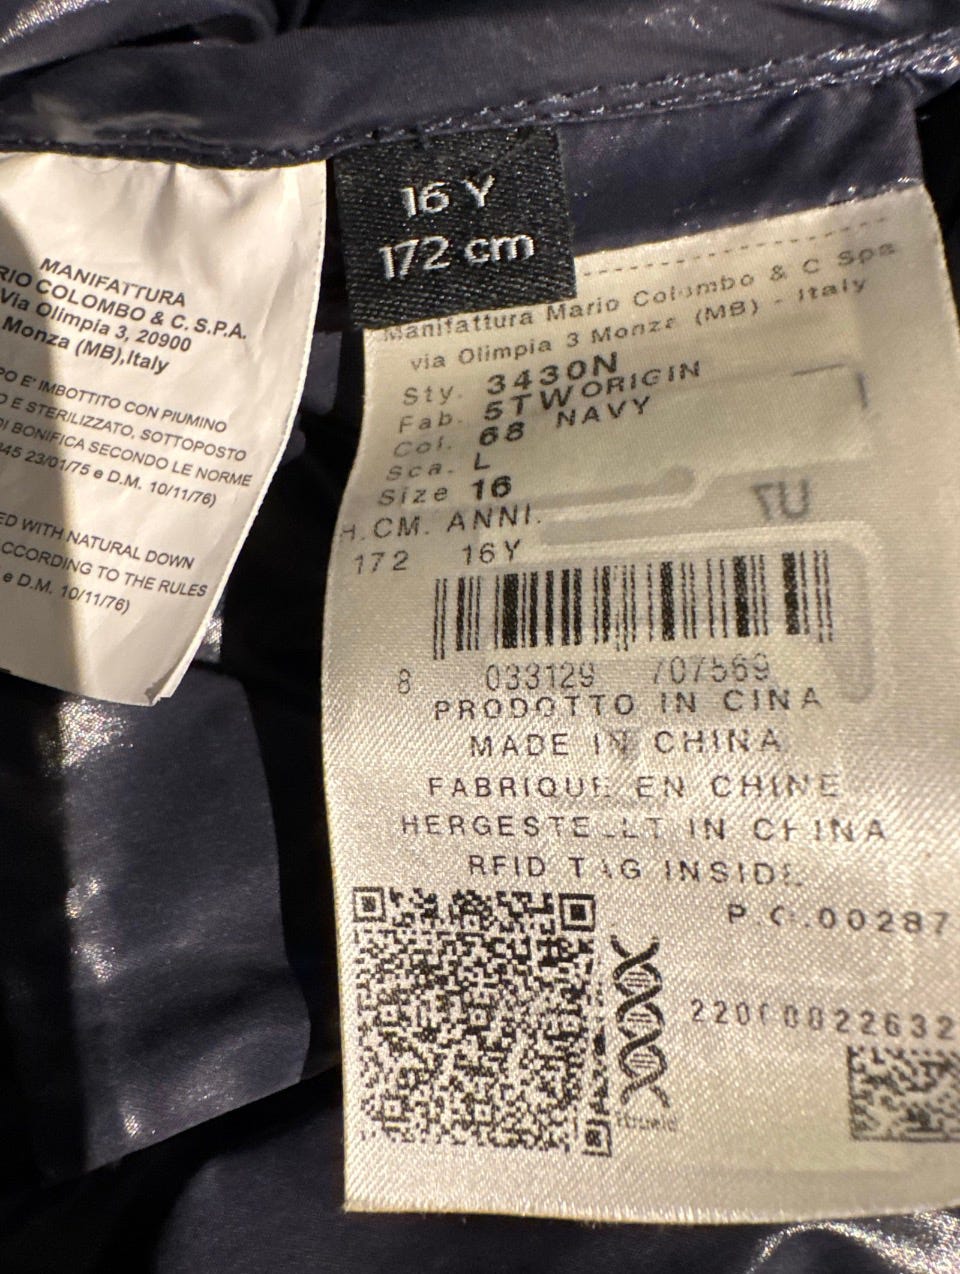 MANIFATTURA
RIO COLOMBO & C. S.P.A.
Via Olimpia 3, 20900
Monza (MB),Italy
PO E' IMBOTTITO CON PIUMINO
E STERILIZZATO, SOTTOPOSTO
DI BONIFICA SECONDO LE NORME
45 23/01/75 e D.M. 10/11/76)
ED WITH NATURAL DOWN
CCORDING TO THE RULES
e D.M. 10/11/76)
16 Y
172 cm
Manifattura Mario Colombo & C Spa
via Olimpia 3 Monza (MB) - Italy
Sty. 3430N
Fab. 5TWORIGIN
Col. 68 NAVY
Sca. L
Size 16
H.CM. ANNI.
172 16Y
U7
8 033129 707569
PRODOTTO IN CINA
MADE IN CHINA
FABRIQUE EN CHINE
HERGESTELLT IN CHINA
RFID TAG INSIDE
P.O.00287